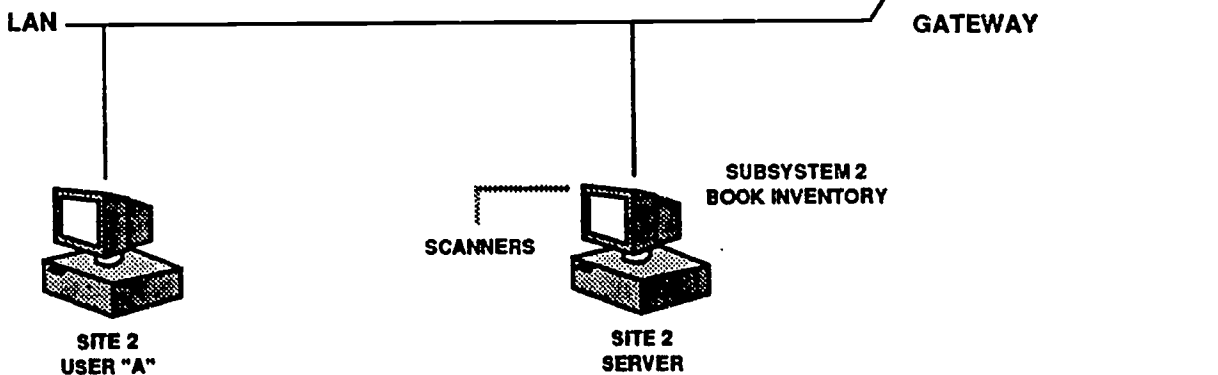 LAN
GATEWAY
SUBSYSTEM 2
BOOK INVENTORY
SCANNERS
SITE 2
USER "A"
SITE 2
SERVER